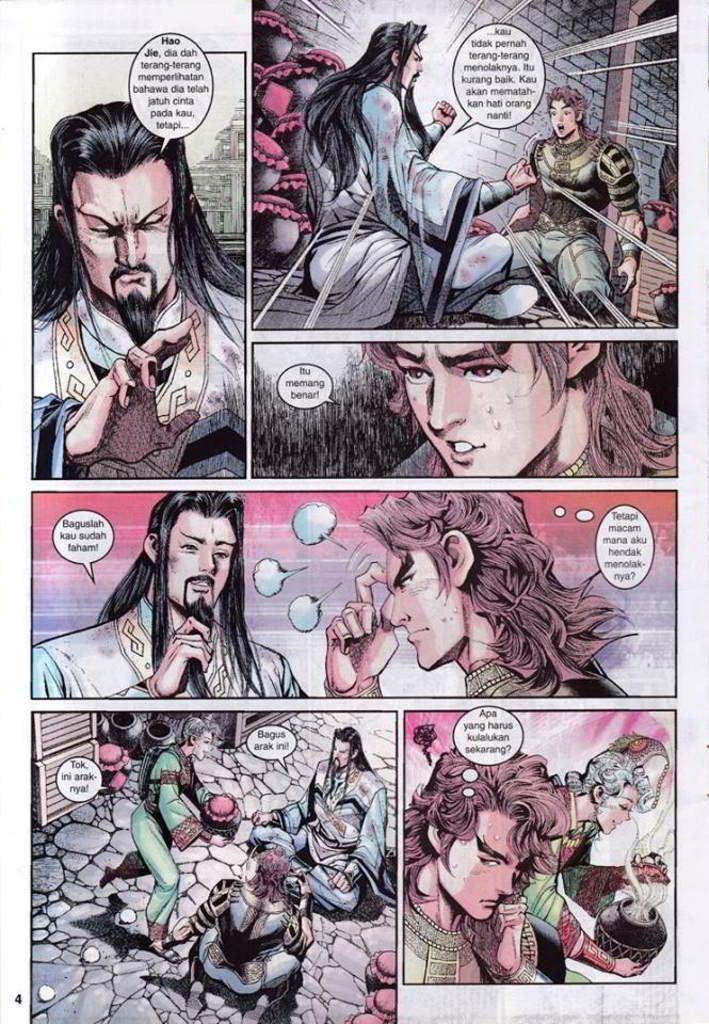 Hao
Jie, dia dah
terang-terang
memperlihatan
bahawa dia telah
jatuh cinta
pada kau,
tetapi...
...kau
tidak pernah
terang-terang
menolaknya. Itu
kurang baik. Kau
akan mematah-
kan hati orang
nanti!
Itu
memang
benar!
Baguslah
kau sudah
faham!
Tetapi
macam
mana aku
hendak
menolak-
nya?
Tok,
ini arak-
nya!
Bagus
arak ini!
Apa
yang harus
kulalukan
sekarang?
4